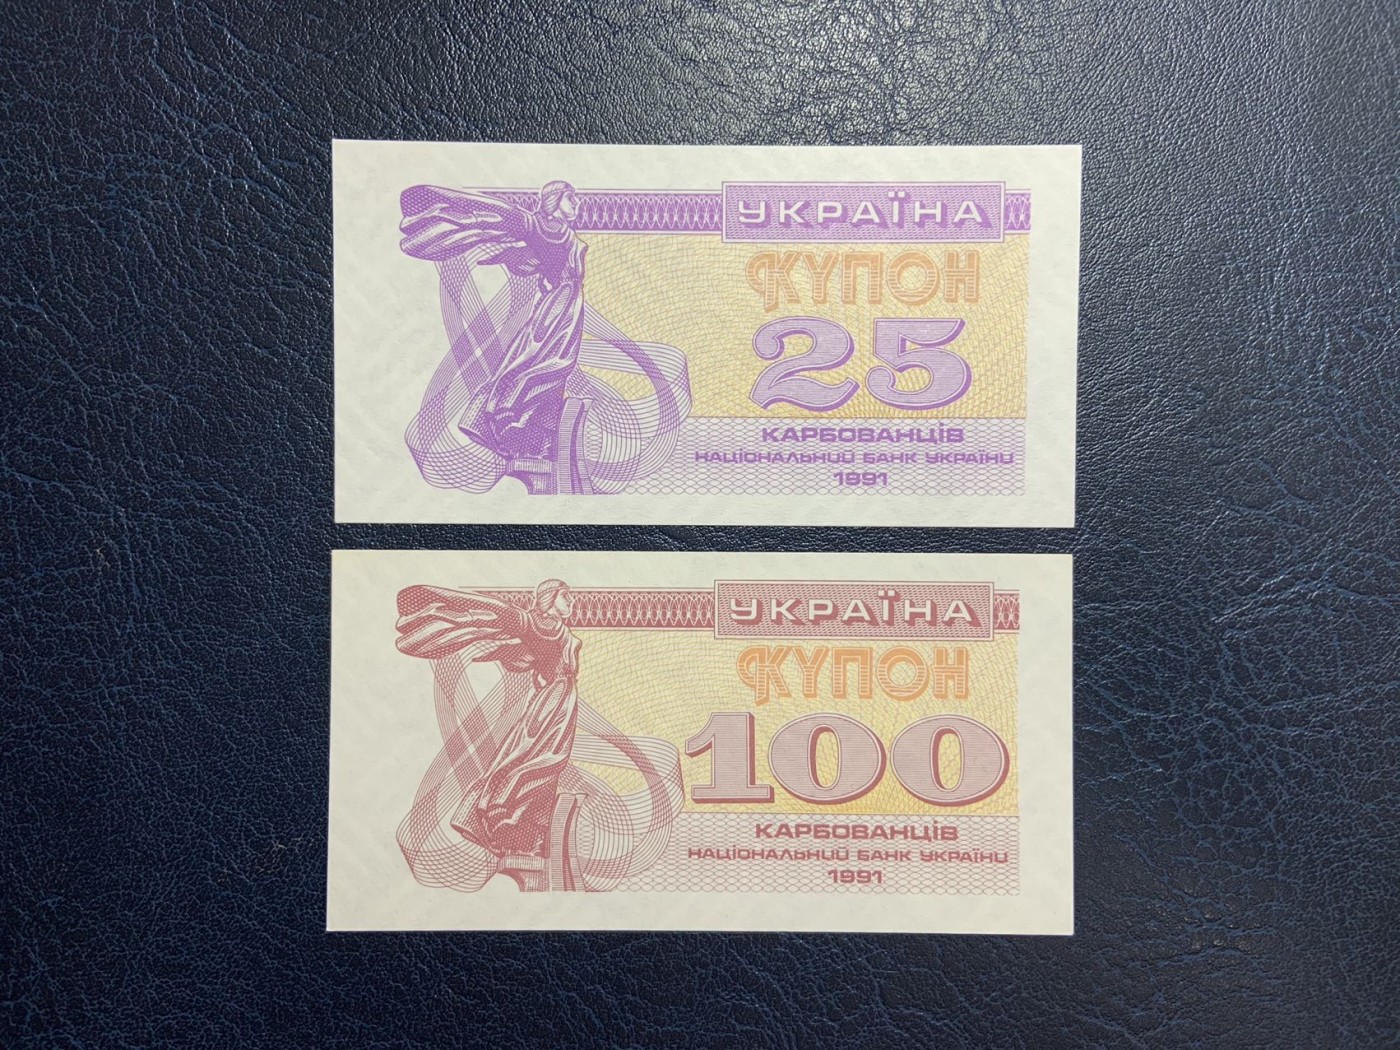 УКРАЇНА
КУПОН
25
КАРБОВАНЦІВ
НАЦІОНАЛЬНИЙ БАНК УКРАЇНИ
1991
УКРАЇНА
КУПОН
100
КАРБОВАНЦІВ
НАЦІОНАЛЬНИЙ БАНК УКРАЇНИ
1991